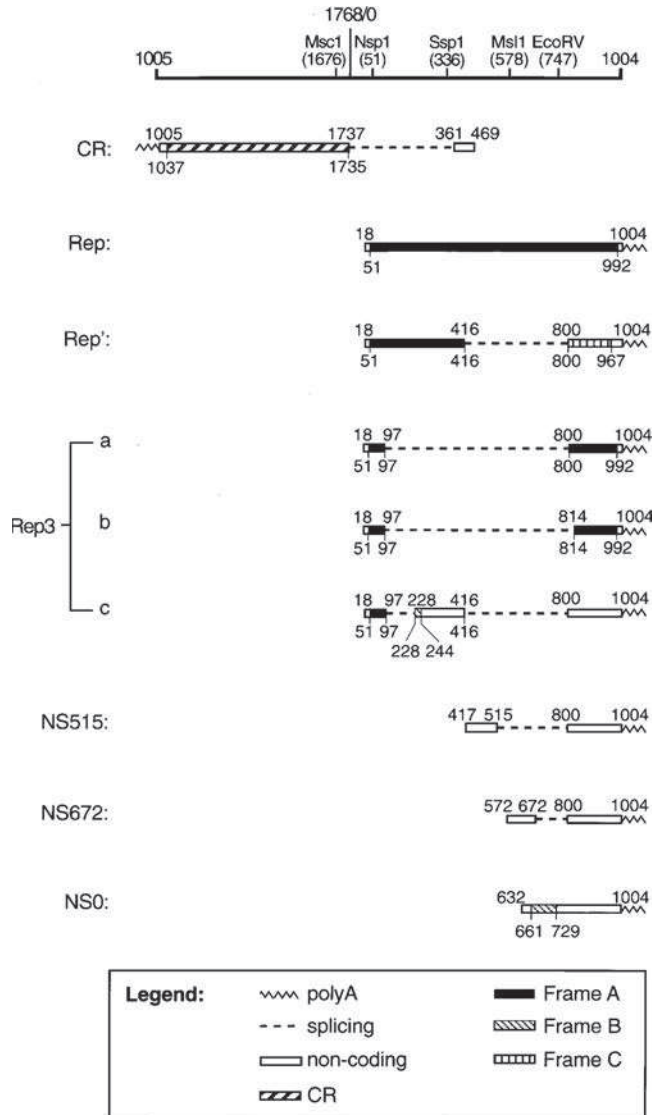 1768/0
Msc1 Nsp1 Ssp1 Msl1 EcoRV
1005 (1676) (51) (336) (578) (747) 1004
CR: 1005 1737 361 469
1037 1735
Rep: 18 1004
51 992
Rep': 18 416 800 1004
51 416 800 967
Rep3
a 18 97 800 1004
51 97 800 992
b 18 97 814 1004
51 97 814 992
c 18 97 228 416 800 1004
51 97 416
228 244
NS515: 417 515 800 1004
NS672: 572 672 800 1004
NS0: 632 1004
661 729
Legend: polyA Frame A
splicing Frame B
non-coding Frame C
CR